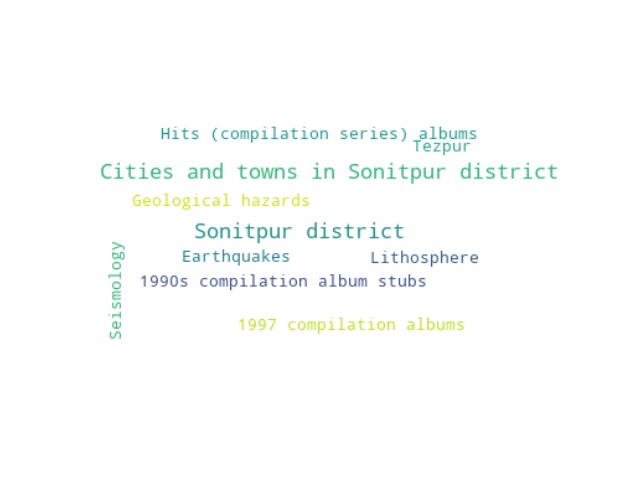 Hits (compilation series) albums
Tezpur
Cities and towns in Sonitpur district
Geological hazards
Sonitpur district
Earthquakes
Lithosphere
Seismology
1990s compilation album stubs
1997 compilation albums